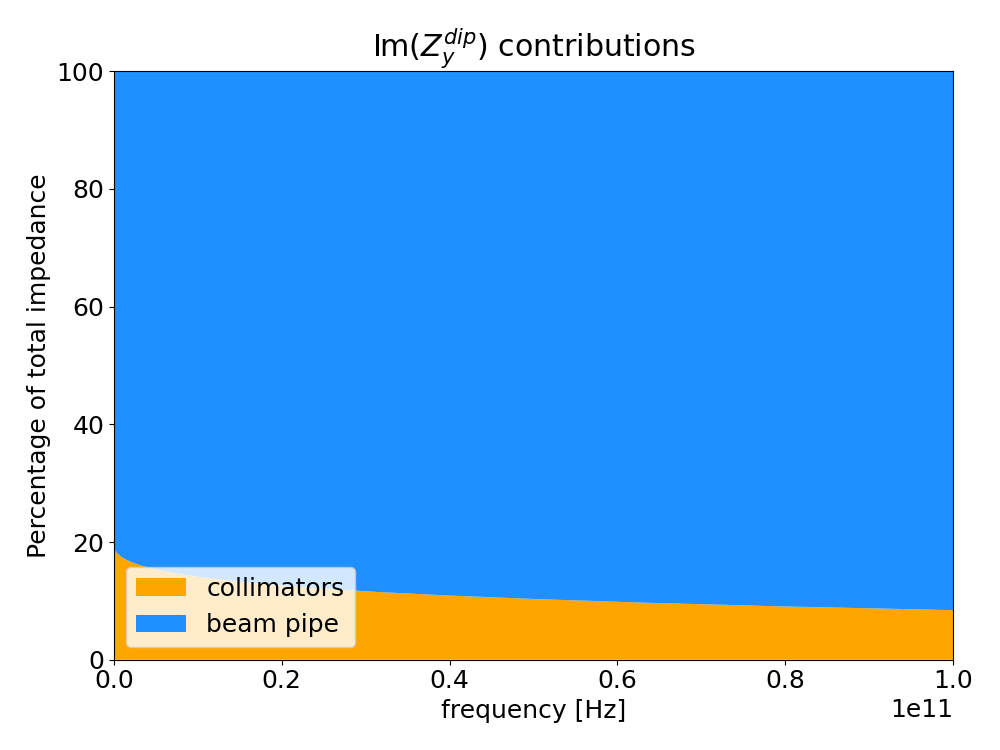 Im(Z_y^{dip}) contributions
Percentage of total impedance
100
80
60
40
20
0
collimators
beam pipe
0.0 0.2 0.4 0.6 0.8 1.0
1e11
frequency [Hz]